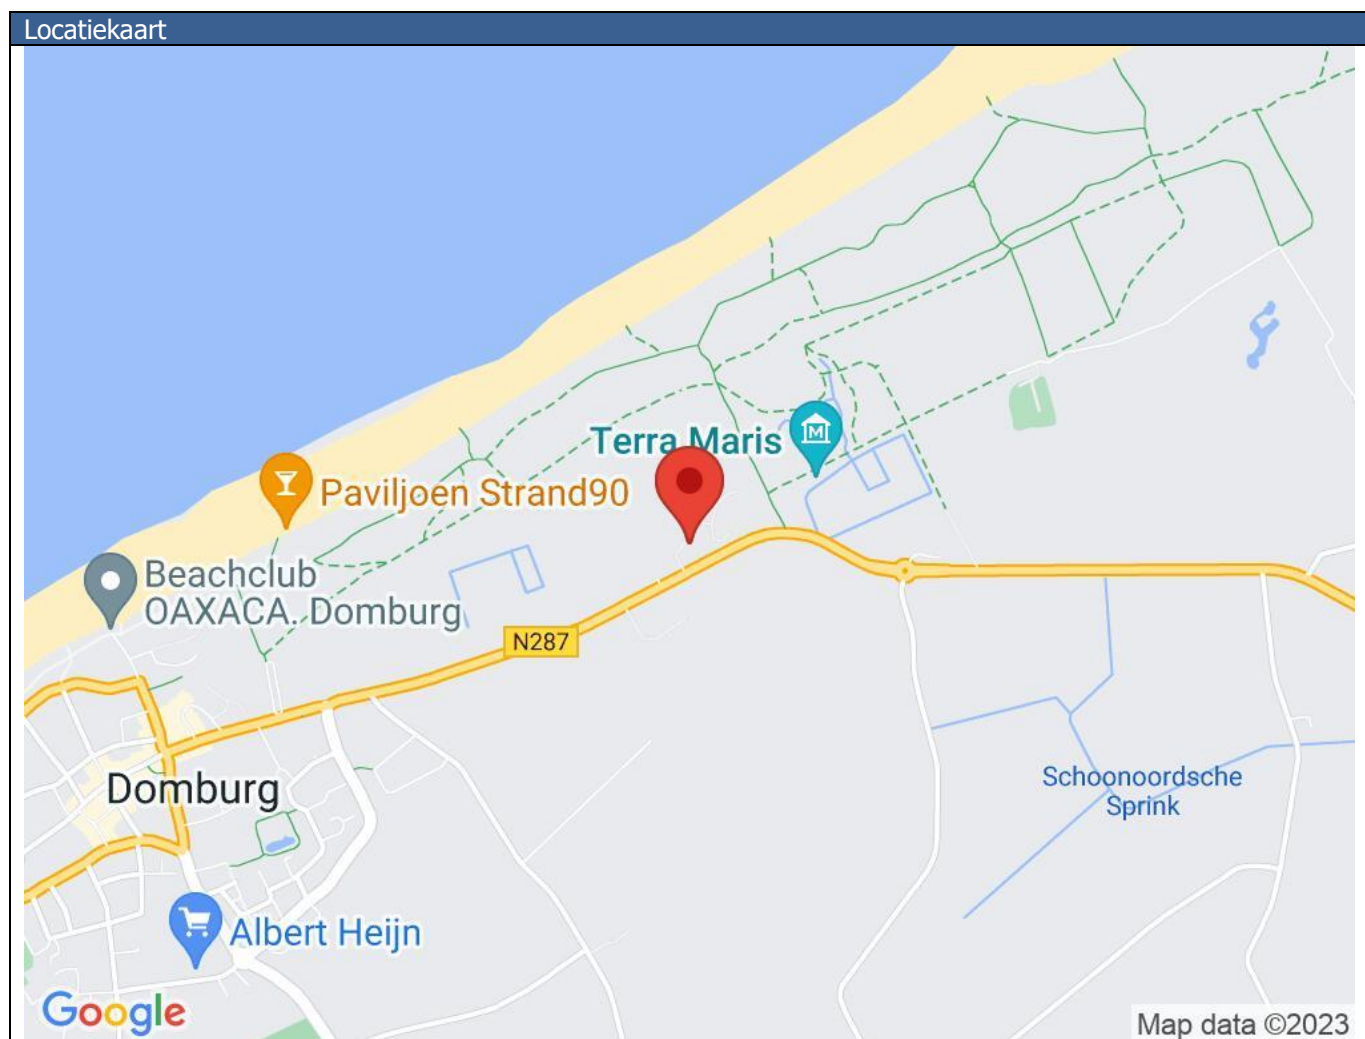 Locatiekaart
Terra Maris
Paviljoen Strand90
Beachclub
OAXACA. Domburg
N287
Domburg
Schoonoordsche
Sprink
Albert Heijn
Google
Map data ©2023